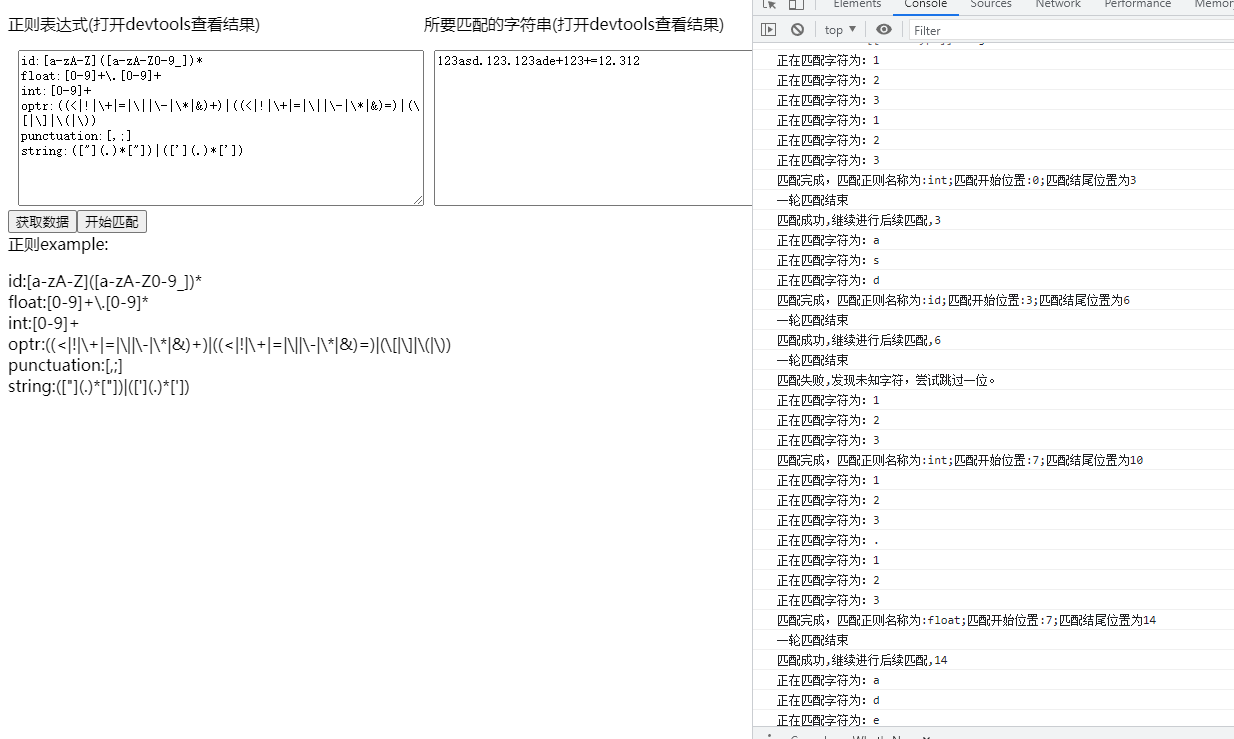 正则表达式(打开devtools查看结果)
所要匹配的字符串(打开devtools查看结果)
id:[a-zA-Z]([a-zA-Z0-9_])*
float:[0-9]+\.[0-9]+
int:[0-9]+
optr:((<|!|\+|=|\||\-|\*|&)+)|((<|!|\+|=|\||\-|\*|&)=)|(\
[|\]|\(|\))
punctuation:[,;]
string:(["](.)*["])|(['](.)*['])
123asd.123.123ade+123+=12.312
获取数据
开始匹配
正则example:
id:[a-zA-Z]([a-zA-Z0-9_])*
float:[0-9]+\.[0-9]*
int:[0-9]+
optr:((<|!|\+|=|\||\-|\*|&)+)|((<|!|\+|=|\||\-|\*|&)=)|(\[|\]|\(|\))
punctuation:[,;]
string:(["](.)*["])|(['](.)*['])
Elements
Console
Sources
Network
Performance
Memor
top
Filter
正在匹配字符为: 1
正在匹配字符为: 2
正在匹配字符为: 3
正在匹配字符为: 1
正在匹配字符为: 2
正在匹配字符为: 3
匹配完成，匹配正则名称为:int;匹配开始位置:0;匹配结尾位置为3
一轮匹配结束
匹配成功,继续进行后续匹配,3
正在匹配字符为: a
正在匹配字符为: s
正在匹配字符为: d
匹配完成，匹配正则名称为:id;匹配开始位置:3;匹配结尾位置为6
一轮匹配结束
匹配成功,继续进行后续匹配,6
一轮匹配结束
匹配失败,发现未知字符，尝试跳过一位。
正在匹配字符为: 1
正在匹配字符为: 2
正在匹配字符为: 3
匹配完成，匹配正则名称为:int;匹配开始位置:7;匹配结尾位置为10
正在匹配字符为: 1
正在匹配字符为: 2
正在匹配字符为: 3
正在匹配字符为: .
正在匹配字符为: 1
正在匹配字符为: 2
正在匹配字符为: 3
匹配完成，匹配正则名称为:float;匹配开始位置:7;匹配结尾位置为14
一轮匹配结束
匹配成功,继续进行后续匹配,14
正在匹配字符为: a
正在匹配字符为: d
正在匹配字符为: e